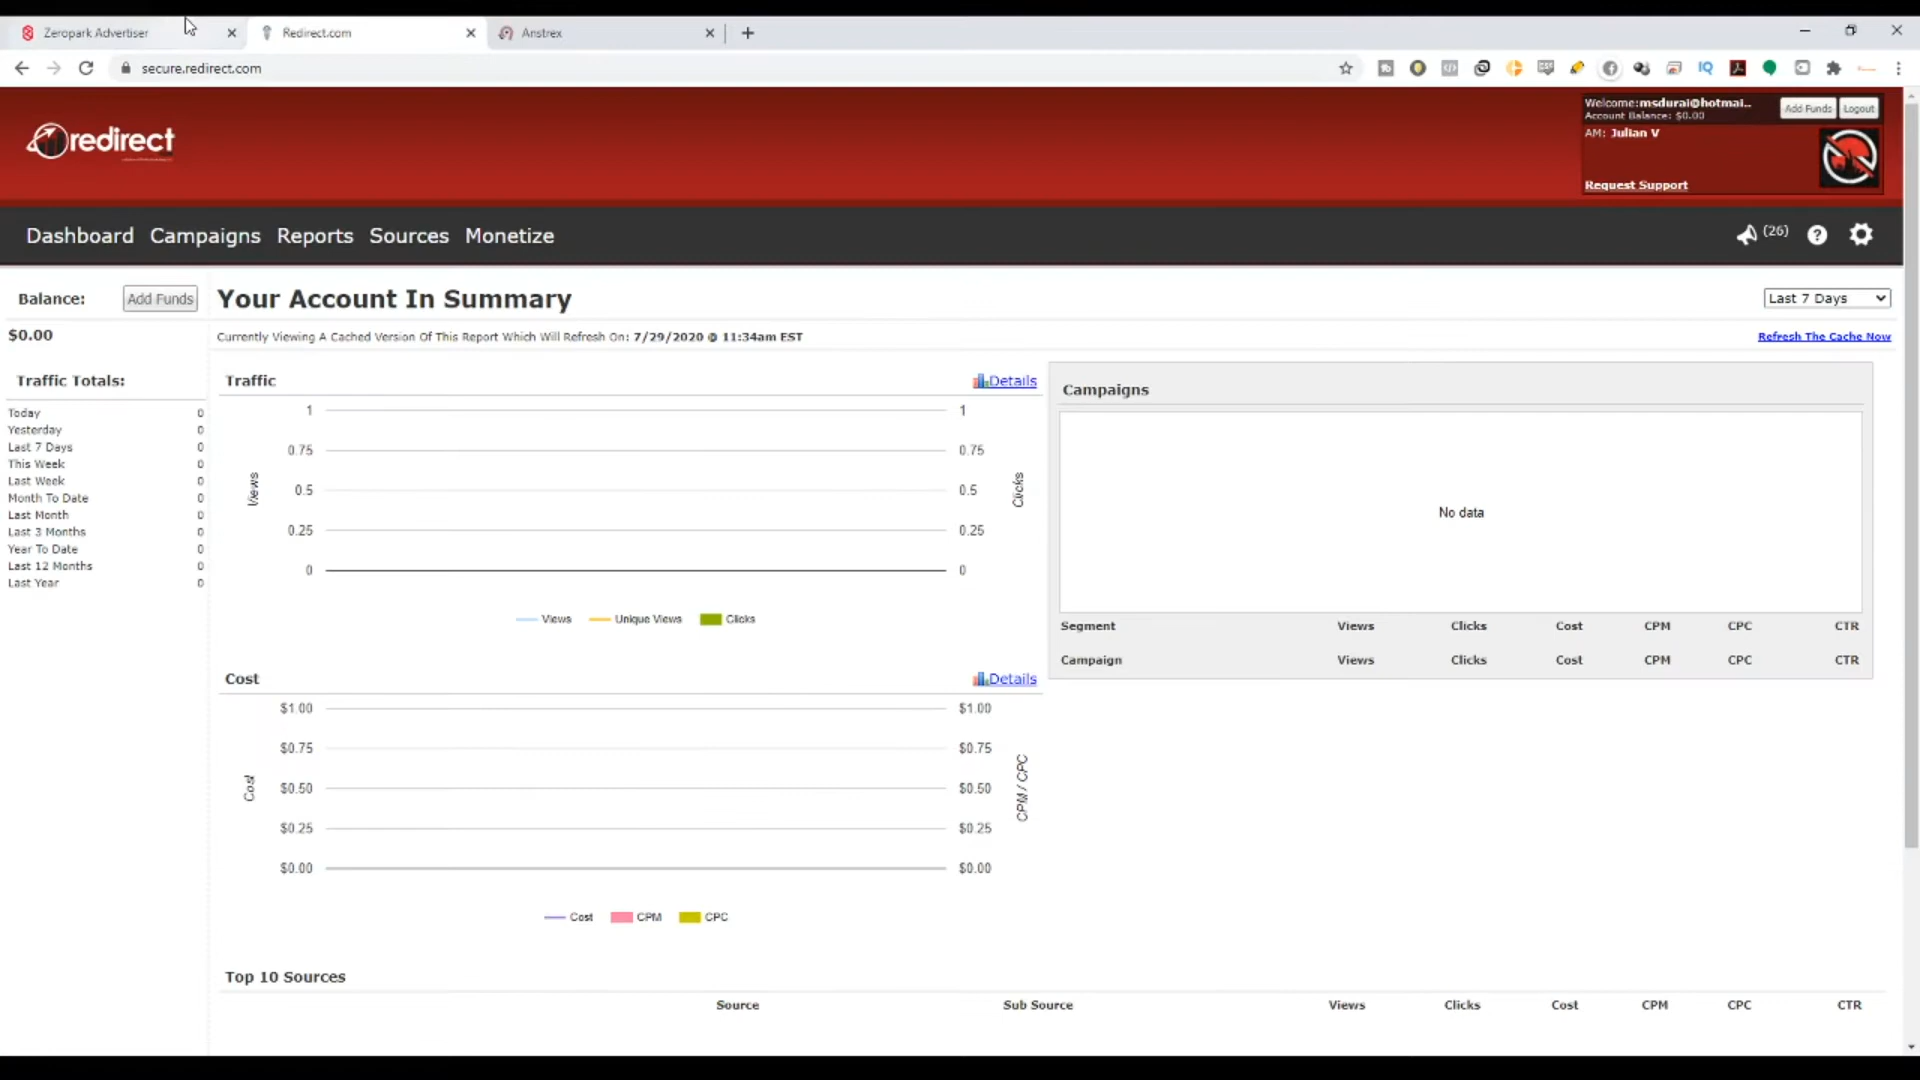 Zeropark Advertiser
Redirect.com
Anstrex
secure.redirect.com
IQ
redirect
Welcome:msdurai@hotmai..
Account Balance: $0.00
Add Funds
Logout
AM: Julian V
Request Support
Dashboard Campaigns Reports Sources Monetize
(26)
?
Balance:
Add Funds
$0.00
Your Account In Summary
Last 7 Days
Currently Viewing A Cached Version Of This Report Which Will Refresh On: 7/29/2020 @ 11:34am EST
Refresh The Cache Now
Traffic Totals:
Today 0
Yesterday 0
Last 7 Days 0
This Week 0
Last Week 0
Month To Date 0
Last Month 0
Last 3 Months 0
Year To Date 0
Last 12 Months 0
Last Year 0
Traffic
Details
1 1
0.75 0.75
0.5 0.5
0.25 0.25
0 0
Views
Clicks
Views Unique Views Clicks
Campaigns
No data
Segment Views Clicks Cost CPM CPC CTR
Campaign Views Clicks Cost CPM CPC CTR
Cost
Details
$1.00 $1.00
$0.75 $0.75
$0.50 $0.50
$0.25 $0.25
$0.00 $0.00
Cost
CPM / CPC
Cost CPM CPC
Top 10 Sources
Source Sub Source Views Clicks Cost CPM CPC CTR